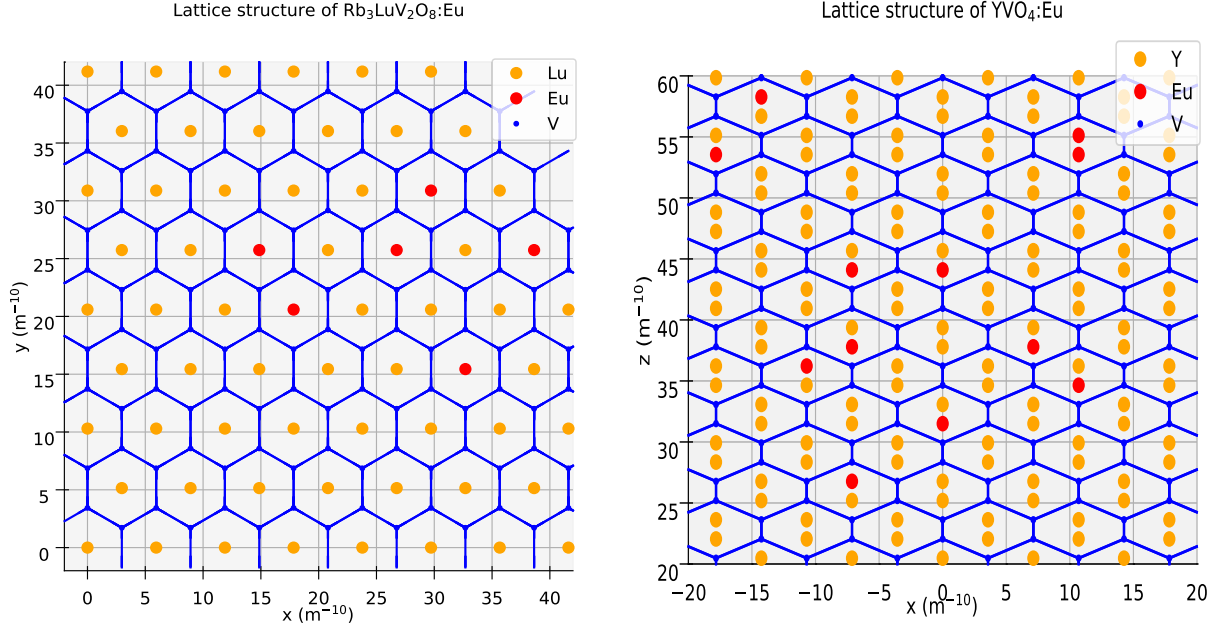 Lattice structure of Rb₃LuV₂O₈:Eu
Lu
Eu
V
40
35
30
25
20
15
10
5
0
y (m⁻¹⁰)
0 5 10 15 20 25 30 35 40
x (m⁻¹⁰)
Lattice structure of YVO₄:Eu
Y
Eu
V
60
55
50
45
40
35
30
25
20
z (m⁻¹⁰)
−20 −15 −10 −5 0 5 10 15 20
x (m⁻¹⁰)